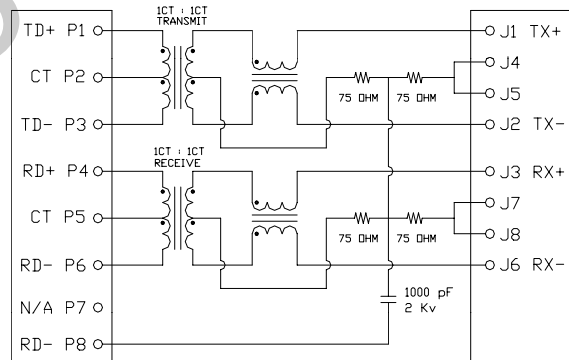 1CT : 1CT
TRANSMIT
TD+ P1
J1 TX+
CT P2
J4
75 OHM
75 OHM
J5
TD- P3
J2 TX-
1CT : 1CT
RECEIVE
RD+ P4
J3 RX+
CT P5
J7
75 OHM
75 OHM
J8
RD- P6
J6 RX-
N/A P7
1000 pF
2 Kv
RD- P8